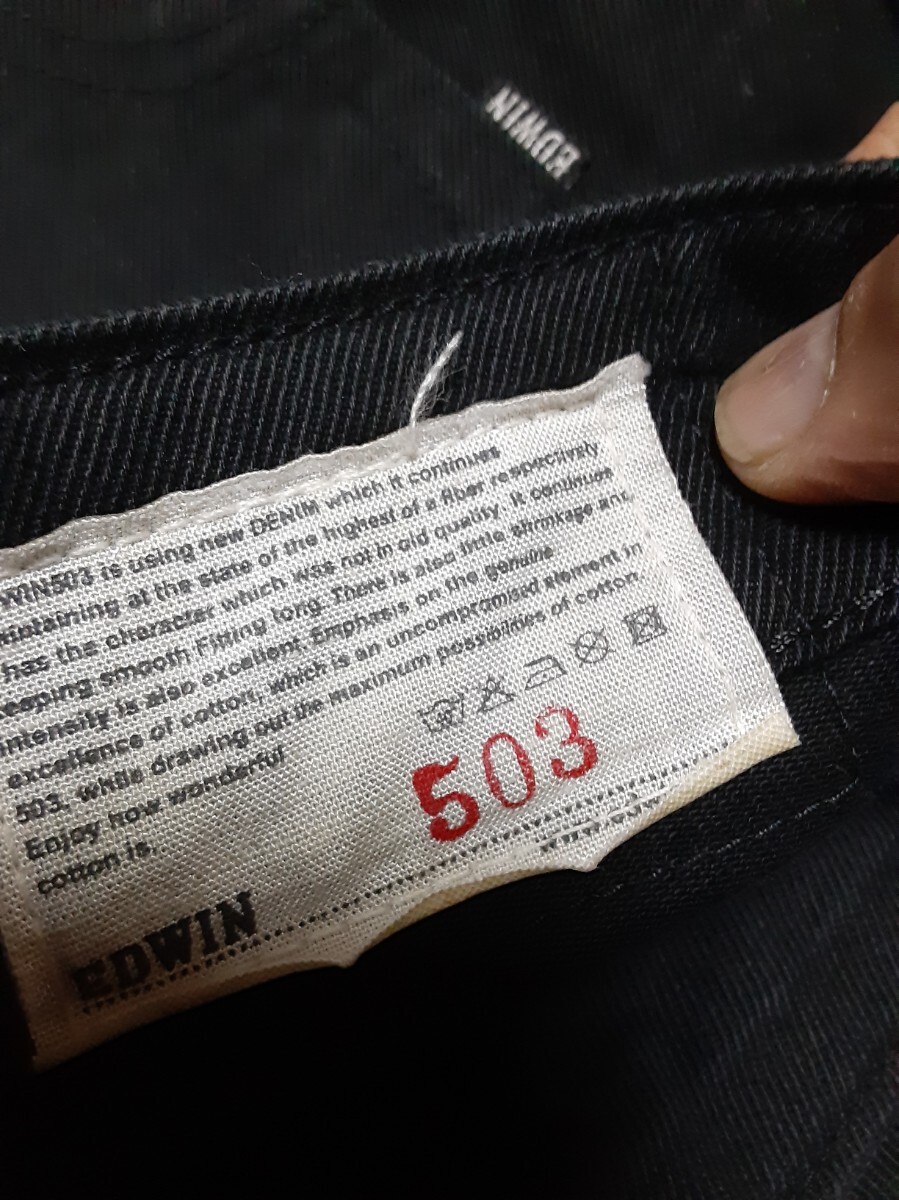 EDWIN
WIN503 is using new DENIM which it continues
aintaining at the state of the highest of a fiber respectively
has the character which was not in old quality. It continues
keeping smooth Fitting long. There is also little shrinkage and
intensity is also excellent. Emphasis on the genuine
excellence of cotton, which is an uncompromised element in
503, while drawing out the maximum possibilities of cotton.
Enjoy how wonderful
cotton is.
503
EDWIN